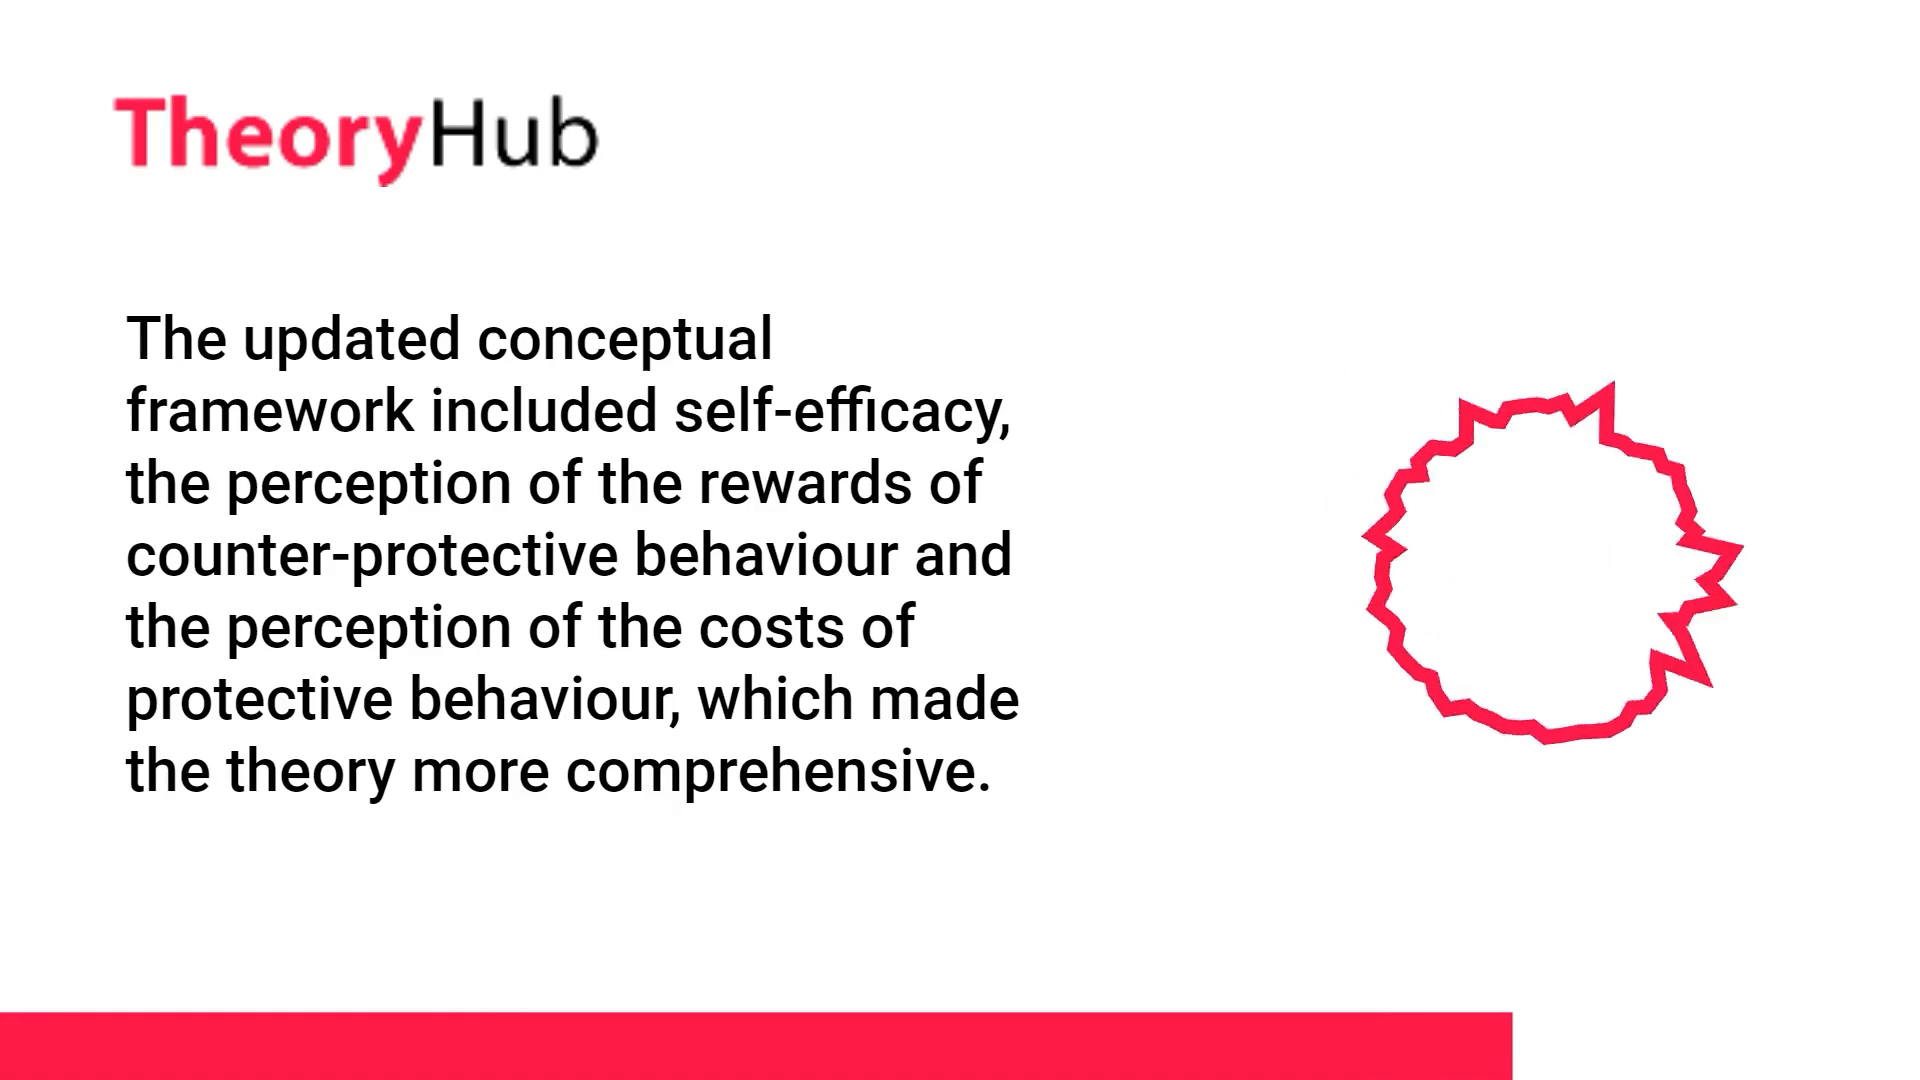 TheoryHub
The updated conceptual
framework included self-efficacy,
the perception of the rewards of
counter-protective behaviour and
the perception of the costs of
protective behaviour, which made
the theory more comprehensive.